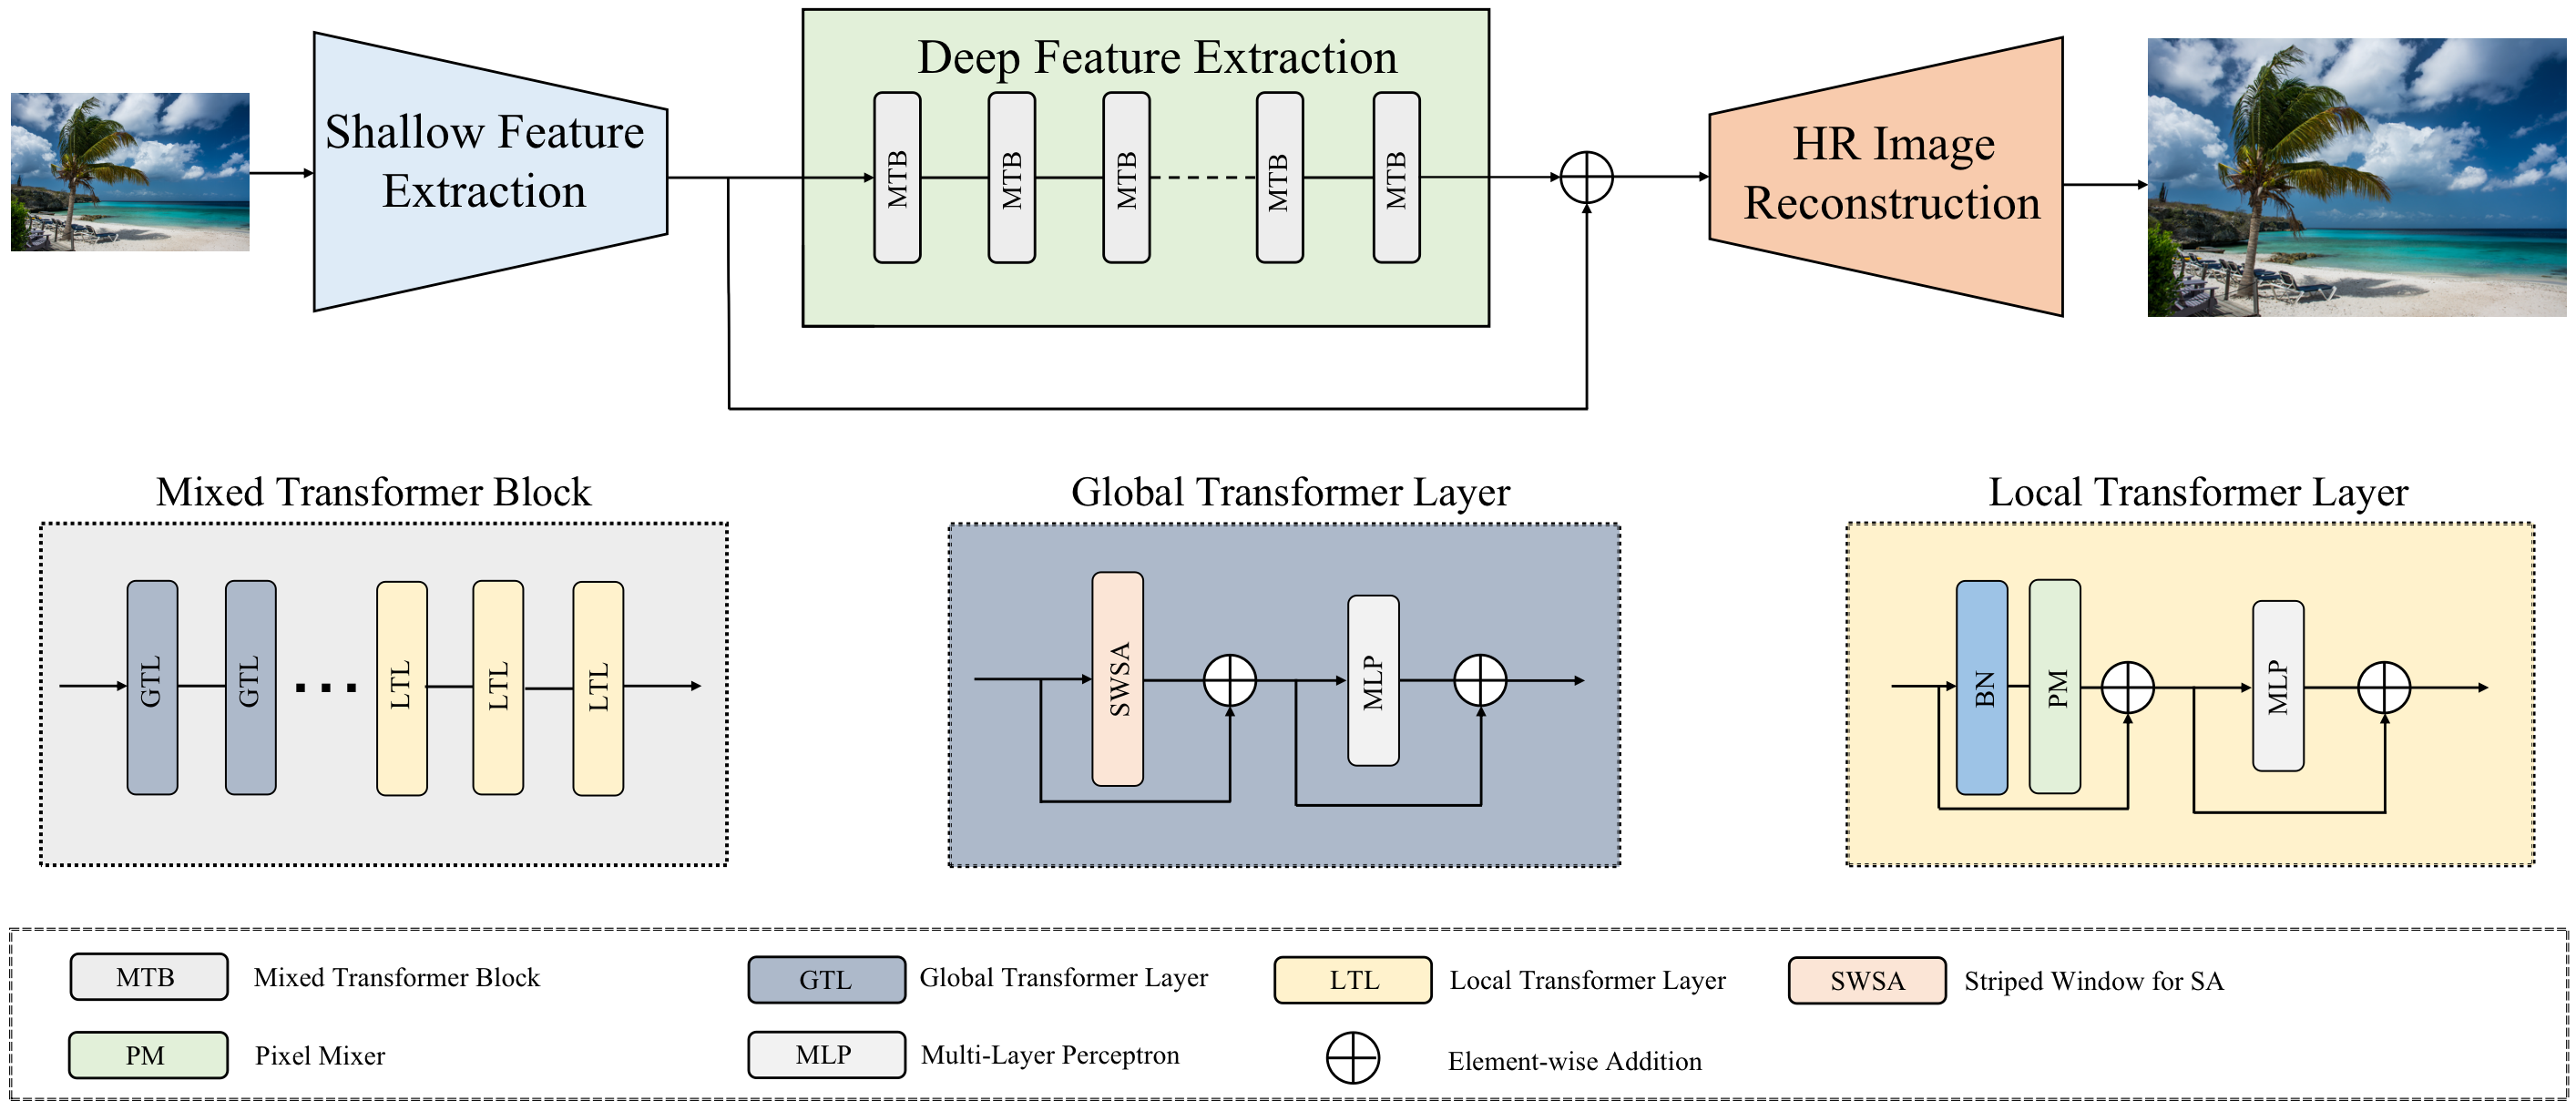 Deep Feature Extraction
Shallow Feature
Extraction
MTB
MTB
MTB
MTB
MTB
HR Image
Reconstruction
Mixed Transformer Block
GTL
GTL
LTL
LTL
LTL
Global Transformer Layer
SWSA
MLP
Local Transformer Layer
BN
PM
MLP
MTB Mixed Transformer Block
GTL Global Transformer Layer
LTL Local Transformer Layer
SWSA Striped Window for SA
PM Pixel Mixer
MLP Multi-Layer Perceptron
Element-wise Addition